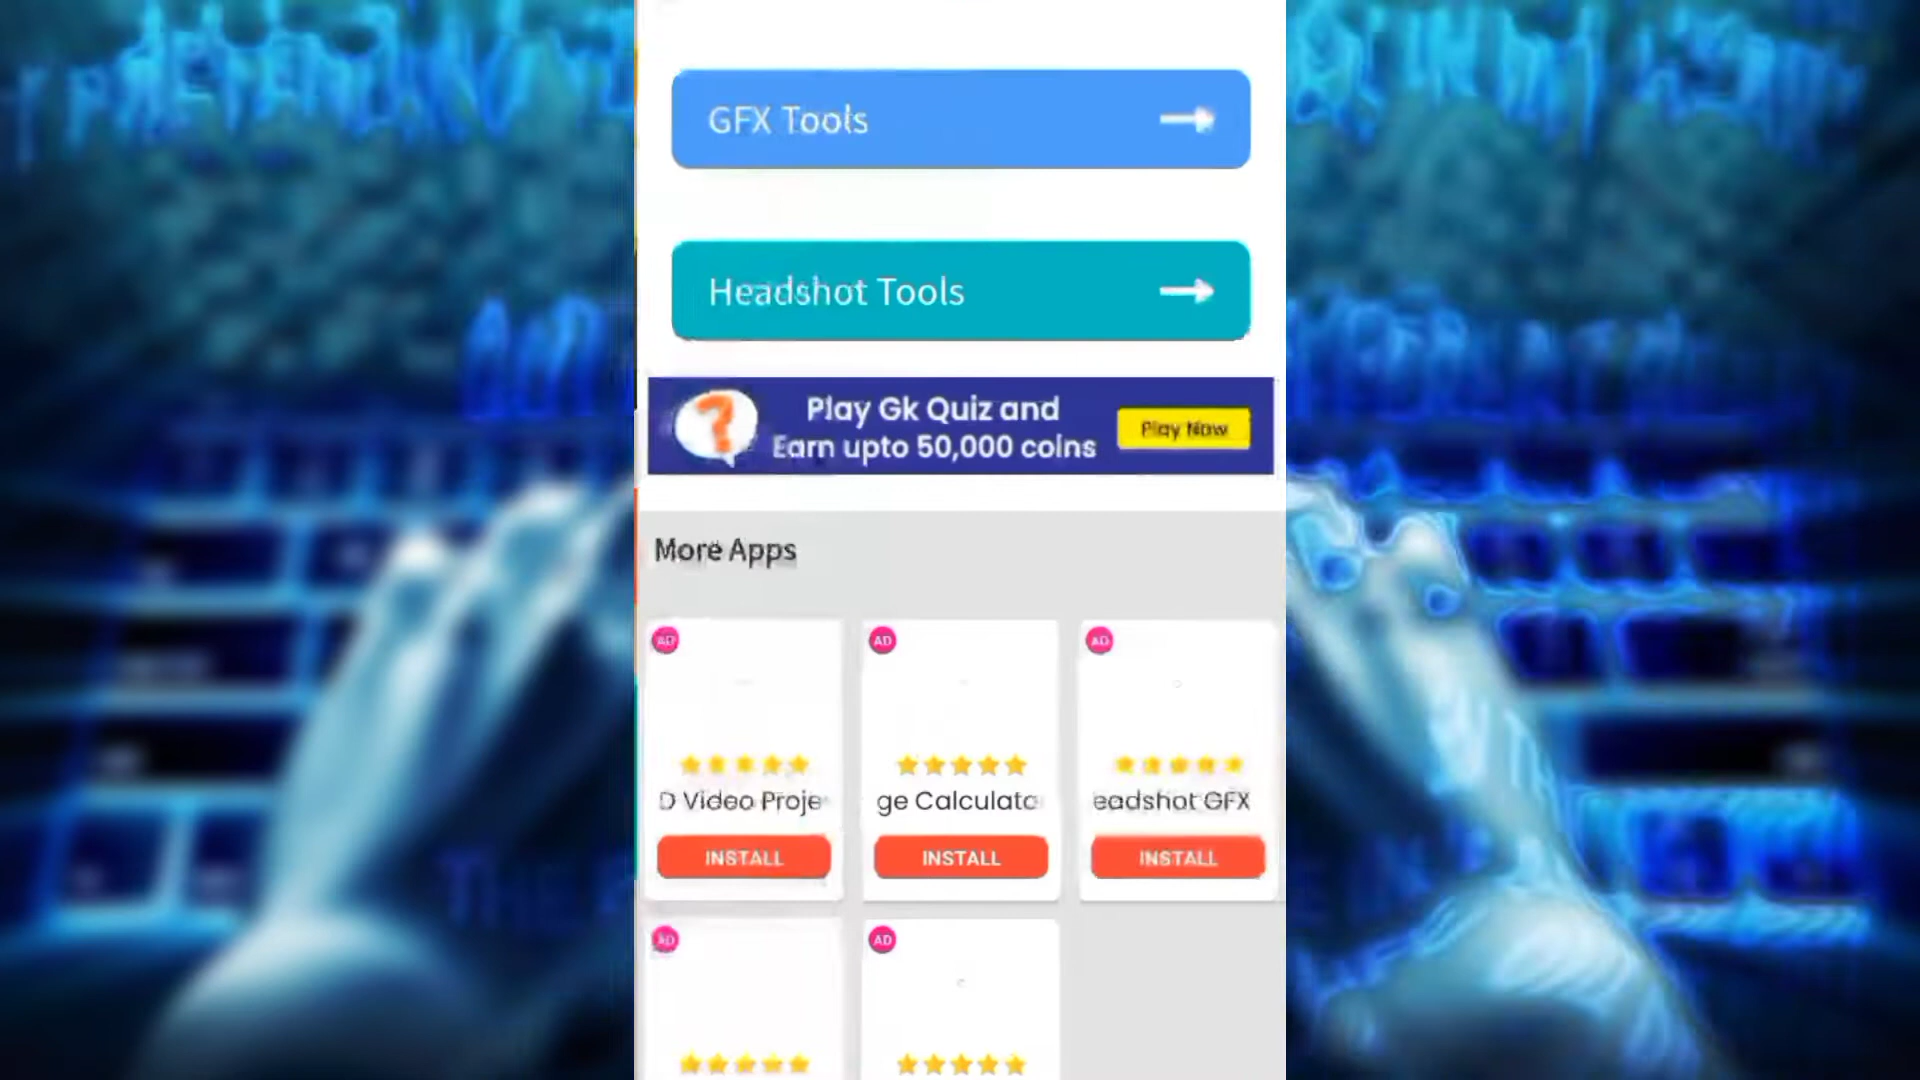 GFX Tools
Headshot Tools
?
Play Gk Quiz and
Earn upto 50,000 coins
Play Now
More Apps
AD
AD
AD
D Video Proje
ge Calculato
eadshot GFX
INSTALL
INSTALL
INSTALL
AD
AD